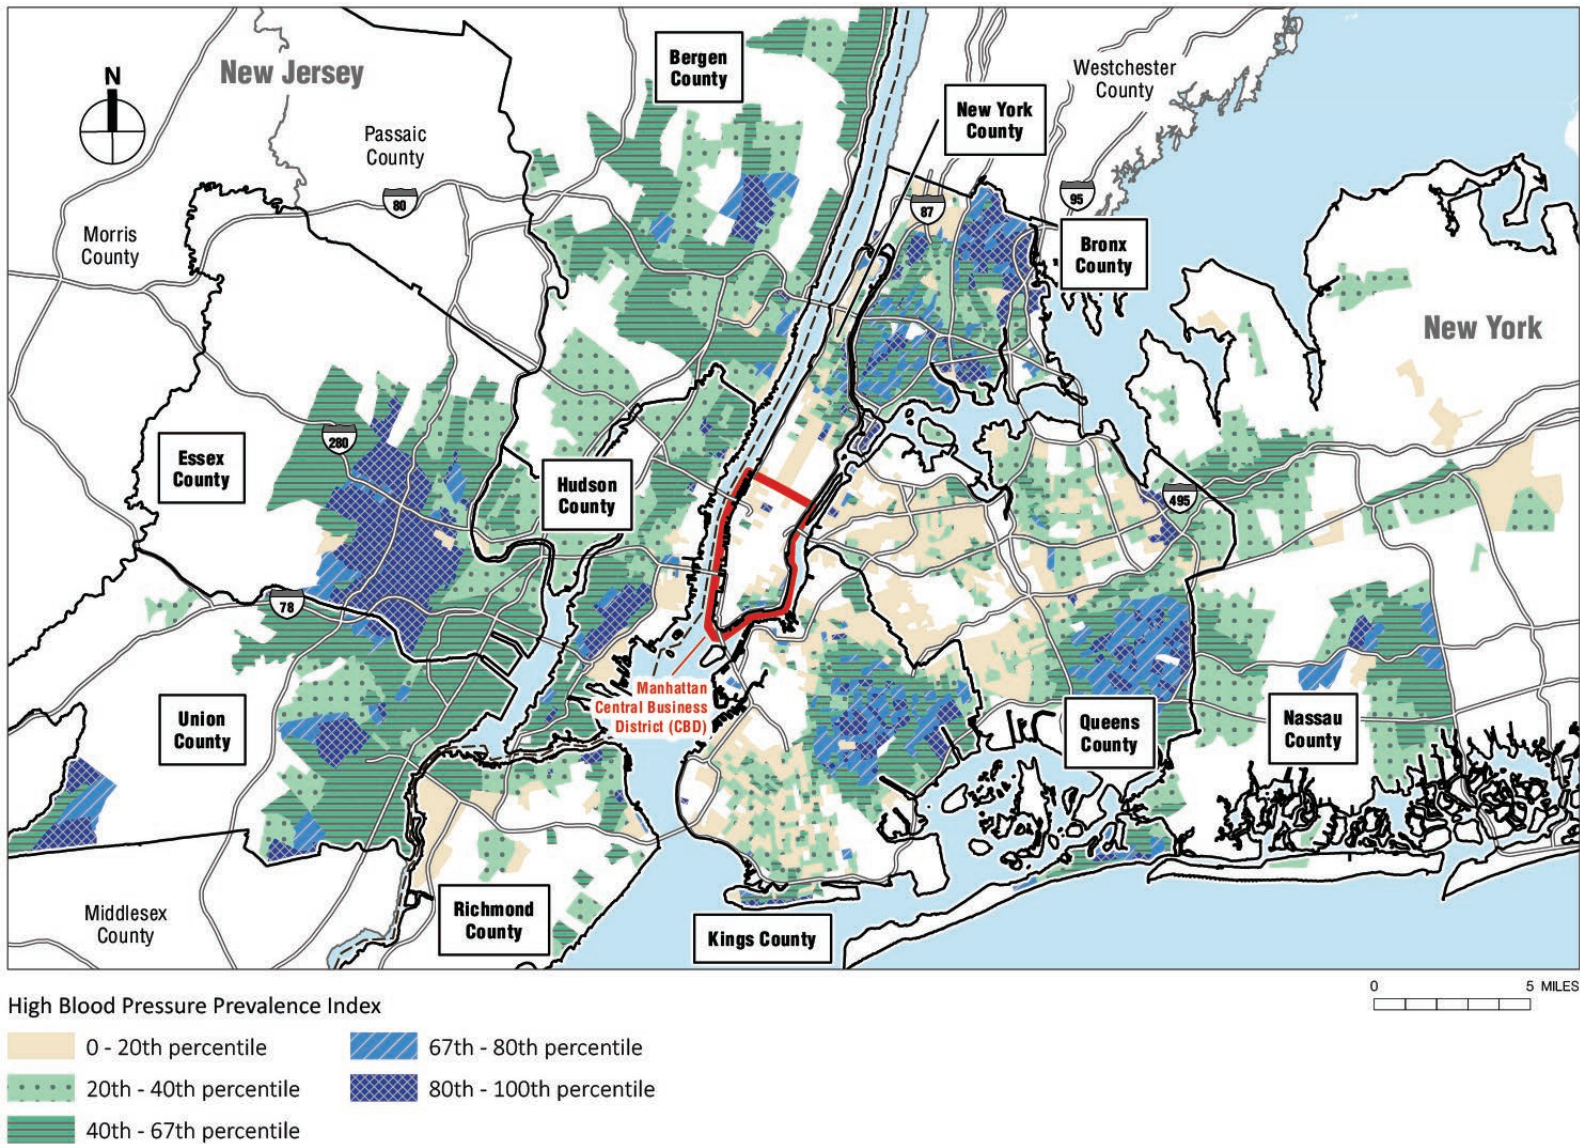 New Jersey
Bergen
County
Westchester
County
New York
County
N
Passaic
County
80
87
95
Morris
County
Bronx
County
New York
280
Essex
County
Hudson
County
495
78
Manhattan
Central Business
District (CBD)
Union
County
Queens
County
Nassau
County
Middlesex
County
Richmond
County
Kings County
0 5 MILES
High Blood Pressure Prevalence Index
0 - 20th percentile
67th - 80th percentile
20th - 40th percentile
80th - 100th percentile
40th - 67th percentile